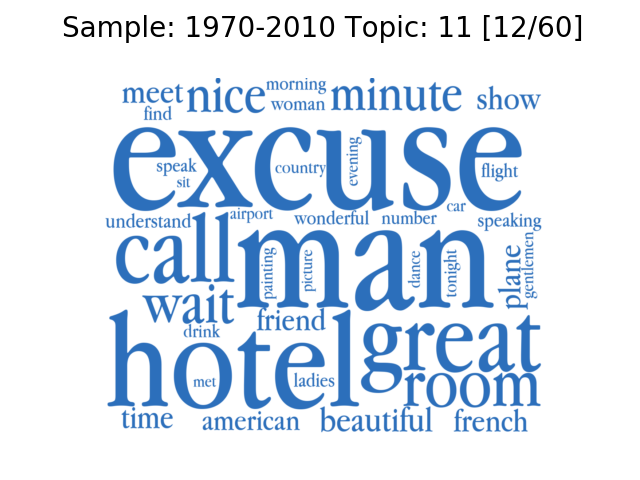 Sample: 1970-2010 Topic: 11 [12/60]
meet nice morning minute show
find woman
excuse
speak sit country evening flight
understand airport wonderful number car speaking
call man
painting picture dance tonight plane gentlemen
wait
drink friend
hotel great
met ladies room
time american beautiful french